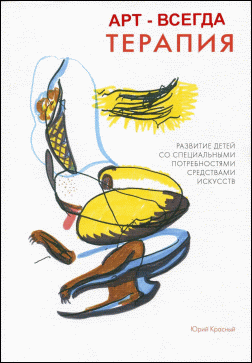 АРТ - ВСЕГДА
ТЕРАПИЯ
РАЗВИТИЕ ДЕТЕЙ
СО СПЕЦИАЛЬНЫМИ
ПОТРЕБНОСТЯМИ
СРЕДСТВАМИ
ИСКУССТВ
Юрий Красный